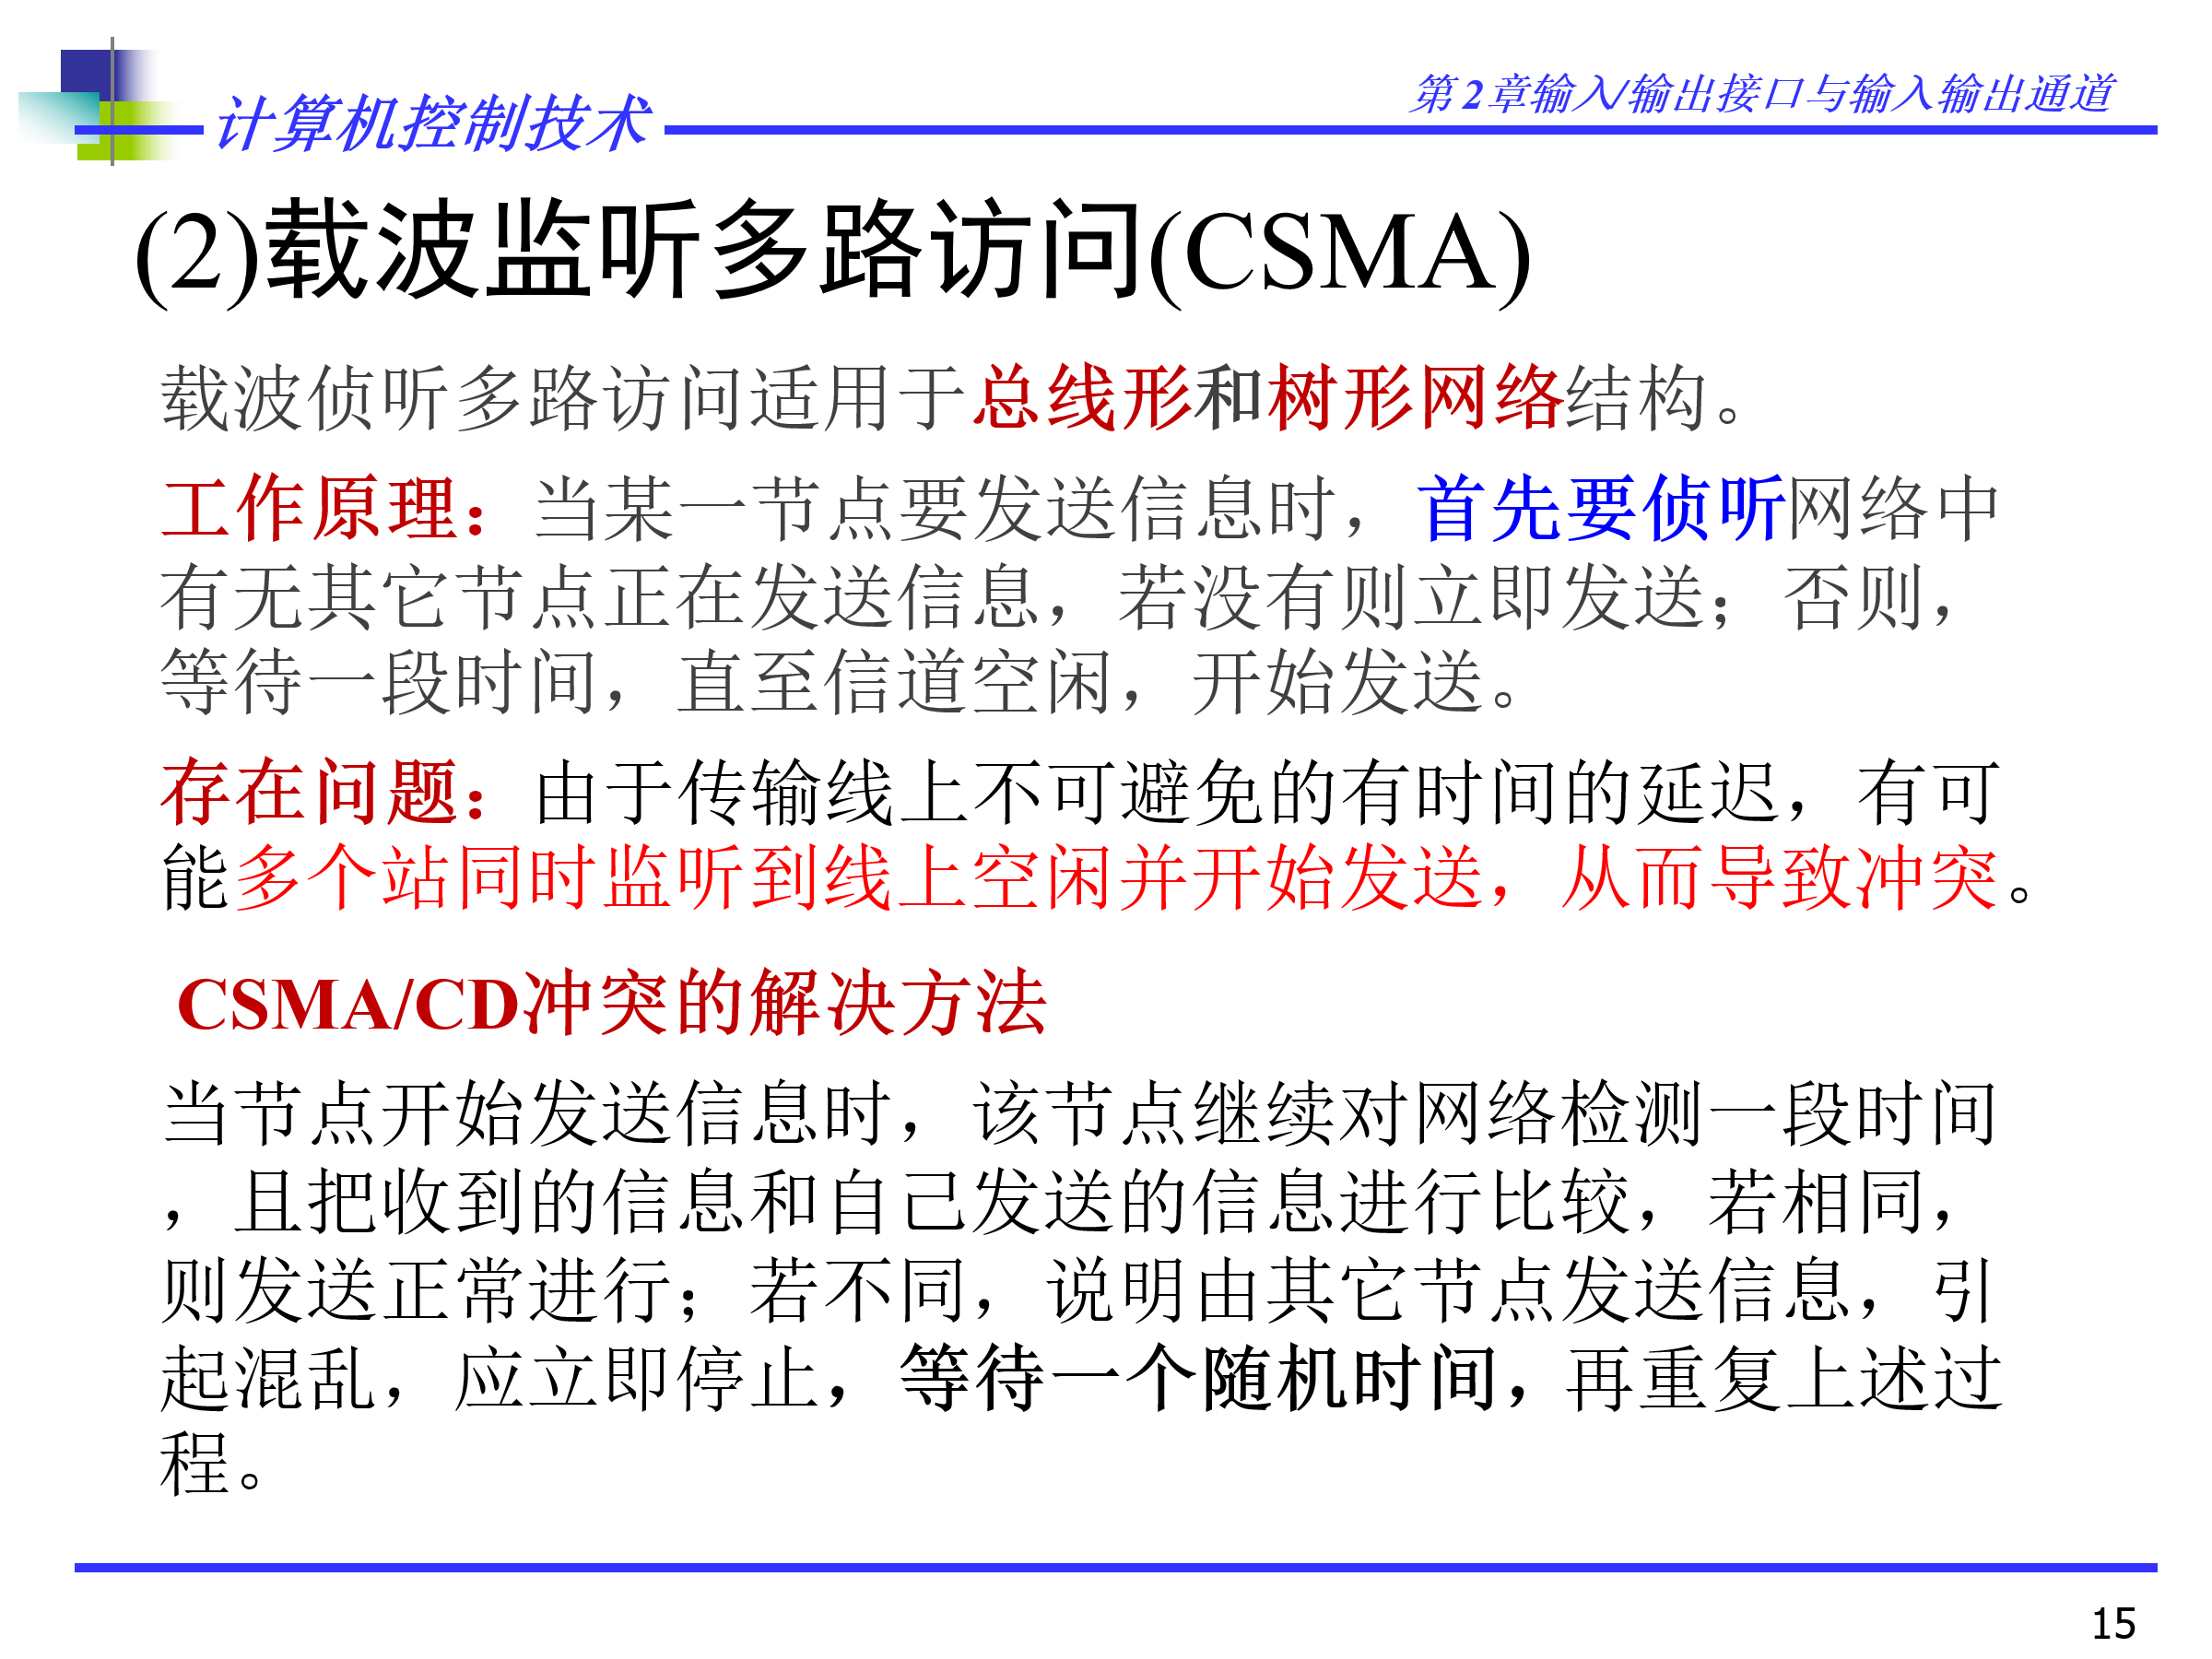 计算机控制技术
第2章输入/输出接口与输入输出通道
(2)载波监听多路访问(CSMA)
载波侦听多路访问适用于总线形和树形网络结构。
工作原理：当某一节点要发送信息时，首先要侦听网络中
有无其它节点正在发送信息，若没有则立即发送；否则，
等待一段时间，直至信道空闲，开始发送。
存在问题：由于传输线上不可避免的有时间的延迟，有可
能多个站同时监听到线上空闲并开始发送，从而导致冲突。
CSMA/CD冲突的解决方法
当节点开始发送信息时，该节点继续对网络检测一段时间
，且把收到的信息和自己发送的信息进行比较，若相同，
则发送正常进行；若不同，说明由其它节点发送信息，引
起混乱，应立即停止，等待一个随机时间，再重复上述过
程。
15